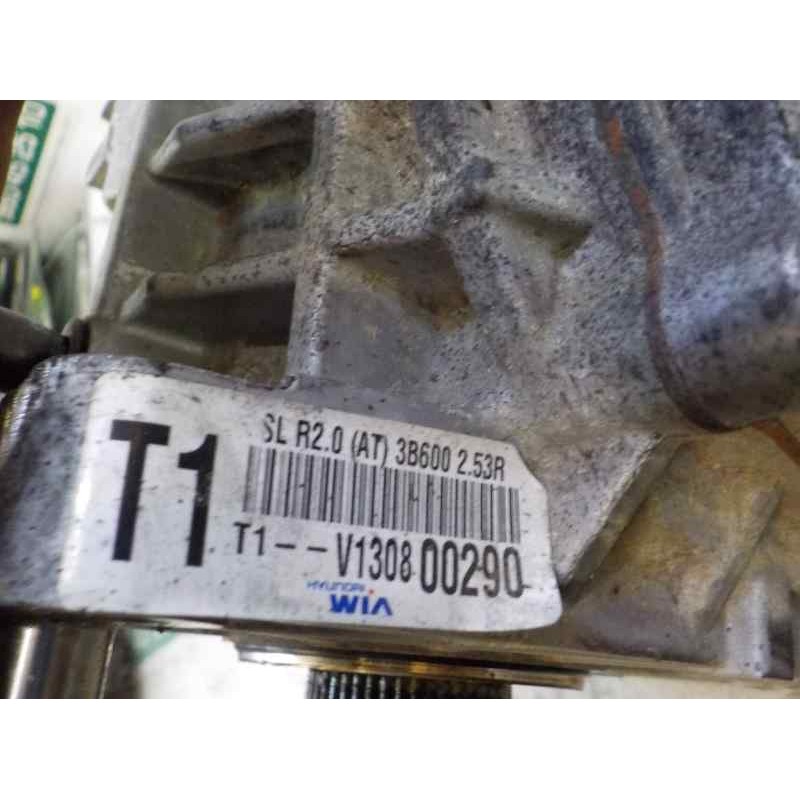 T1
SL R2.0 (AT) 3B600 2.53R
T1--V1308 00290
HYUNDAI
WIA